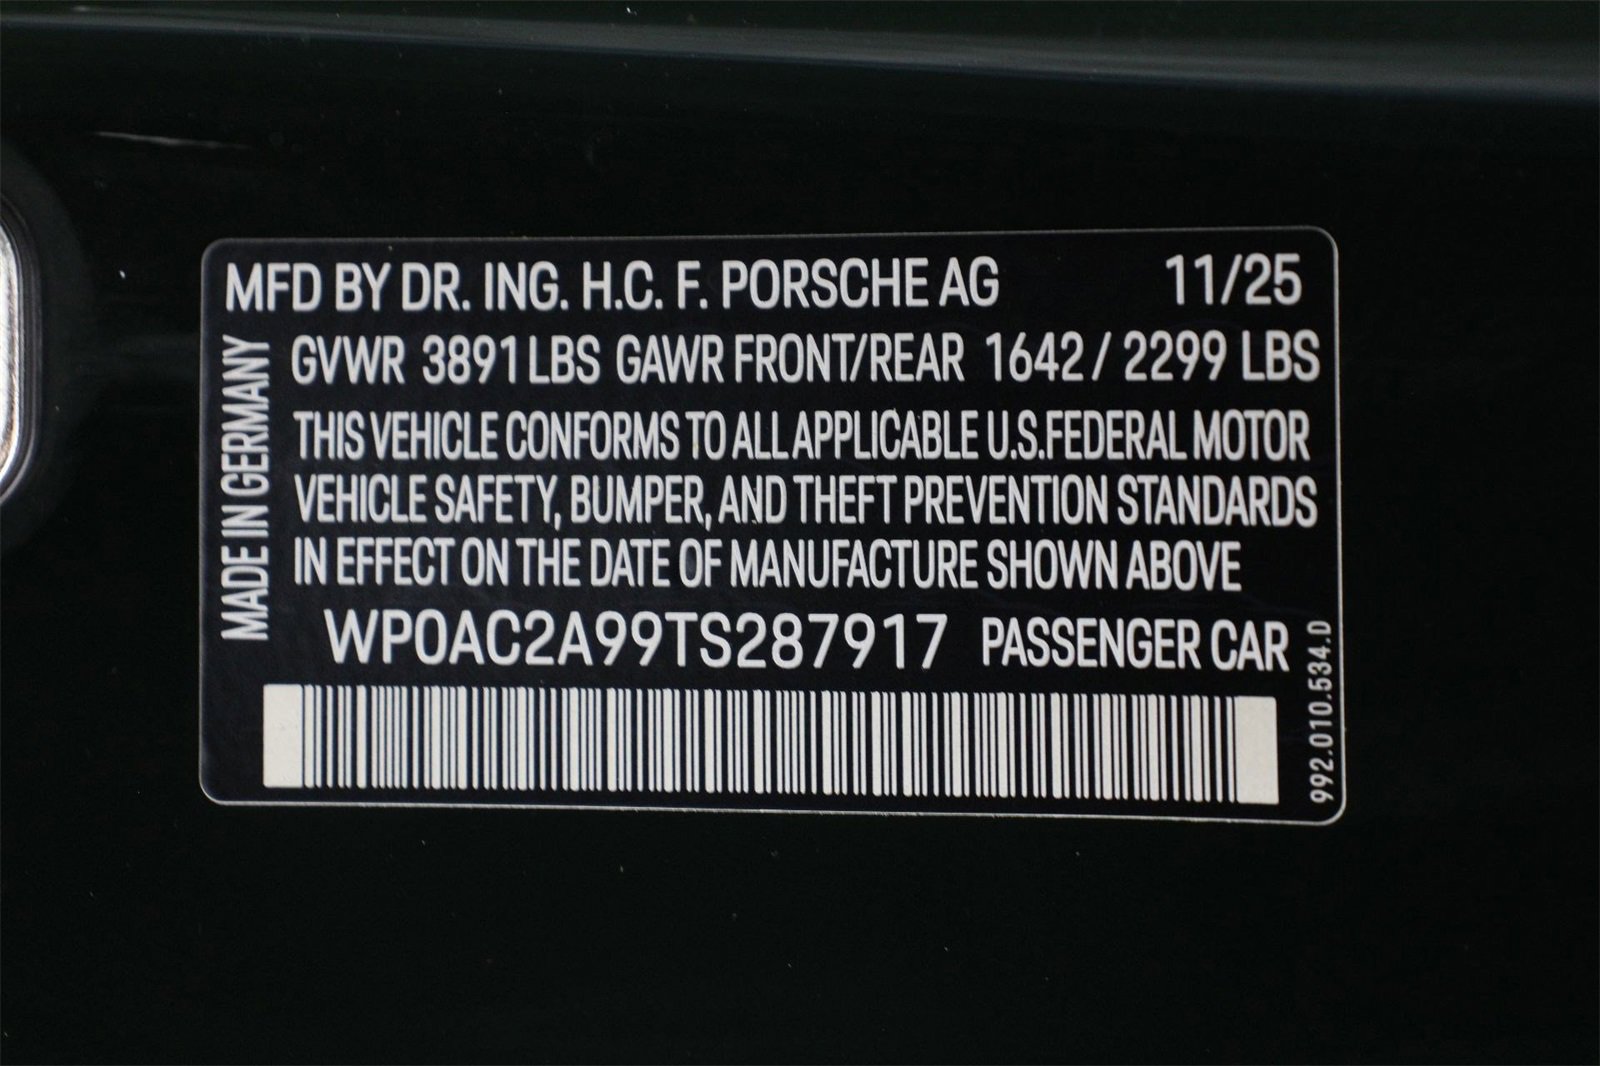 MFD BY DR. ING. H.C. F. PORSCHE AG 11/25
GVWR 3891 LBS GAWR FRONT/REAR 1642 / 2299 LBS
THIS VEHICLE CONFORMS TO ALL APPLICABLE U.S.FEDERAL MOTOR
VEHICLE SAFETY, BUMPER, AND THEFT PREVENTION STANDARDS
IN EFFECT ON THE DATE OF MANUFACTURE SHOWN ABOVE
WP0AC2A99TS287917 PASSENGER CAR
MADE IN GERMANY
992.010.534.D